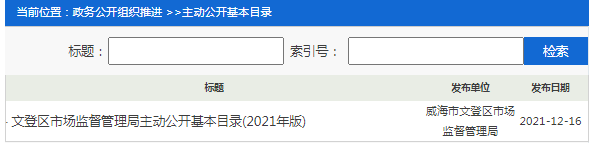 当前位置：政务公开组织推进 >>主动公开基本目录
标题： 索引号： 检索
标题 发布单位 发布日期
· 文登区市场监督管理局主动公开基本目录(2021年版) 威海市文登区市场 2021-12-16
监督管理局